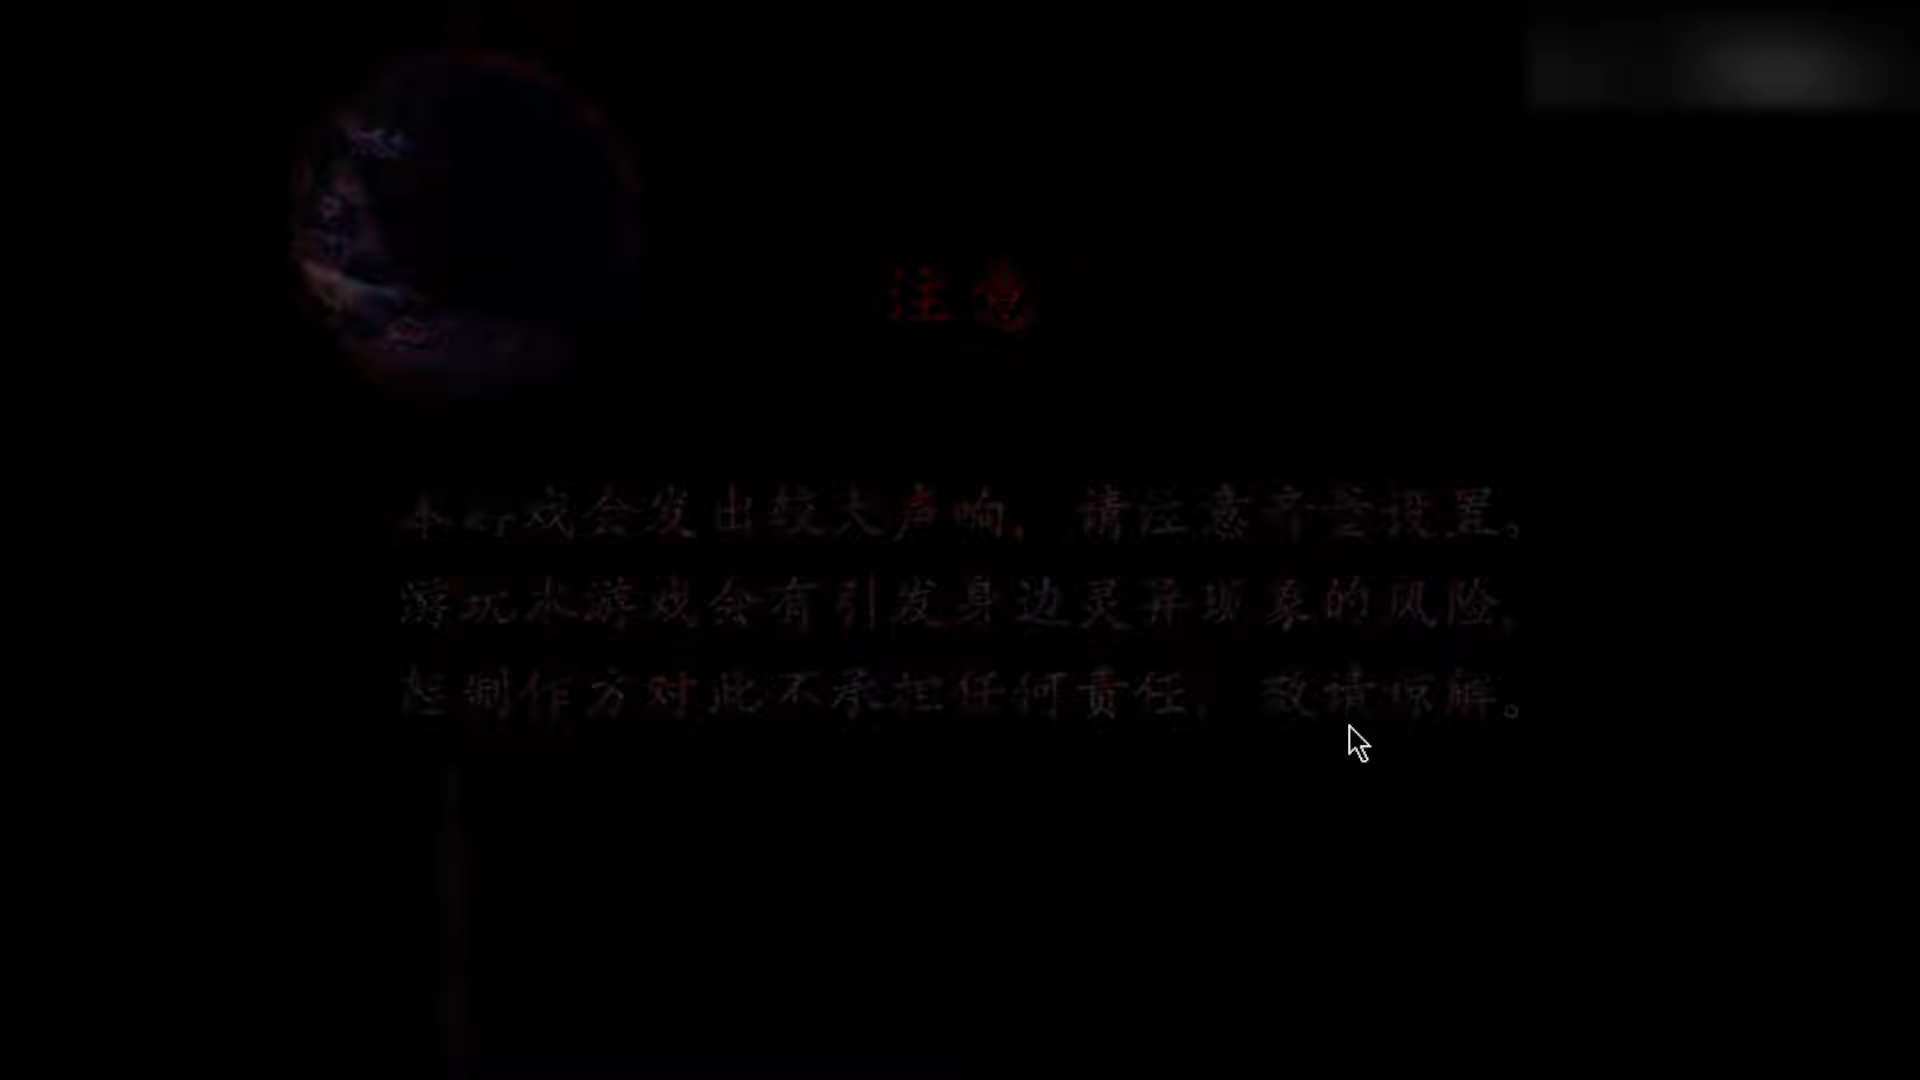 注意
本游戏会发出较大声响，请注意音量设置。
游玩本游戏会有引发身边灵异现象的风险，
制作方对此不承担任何责任，敬请谅解。